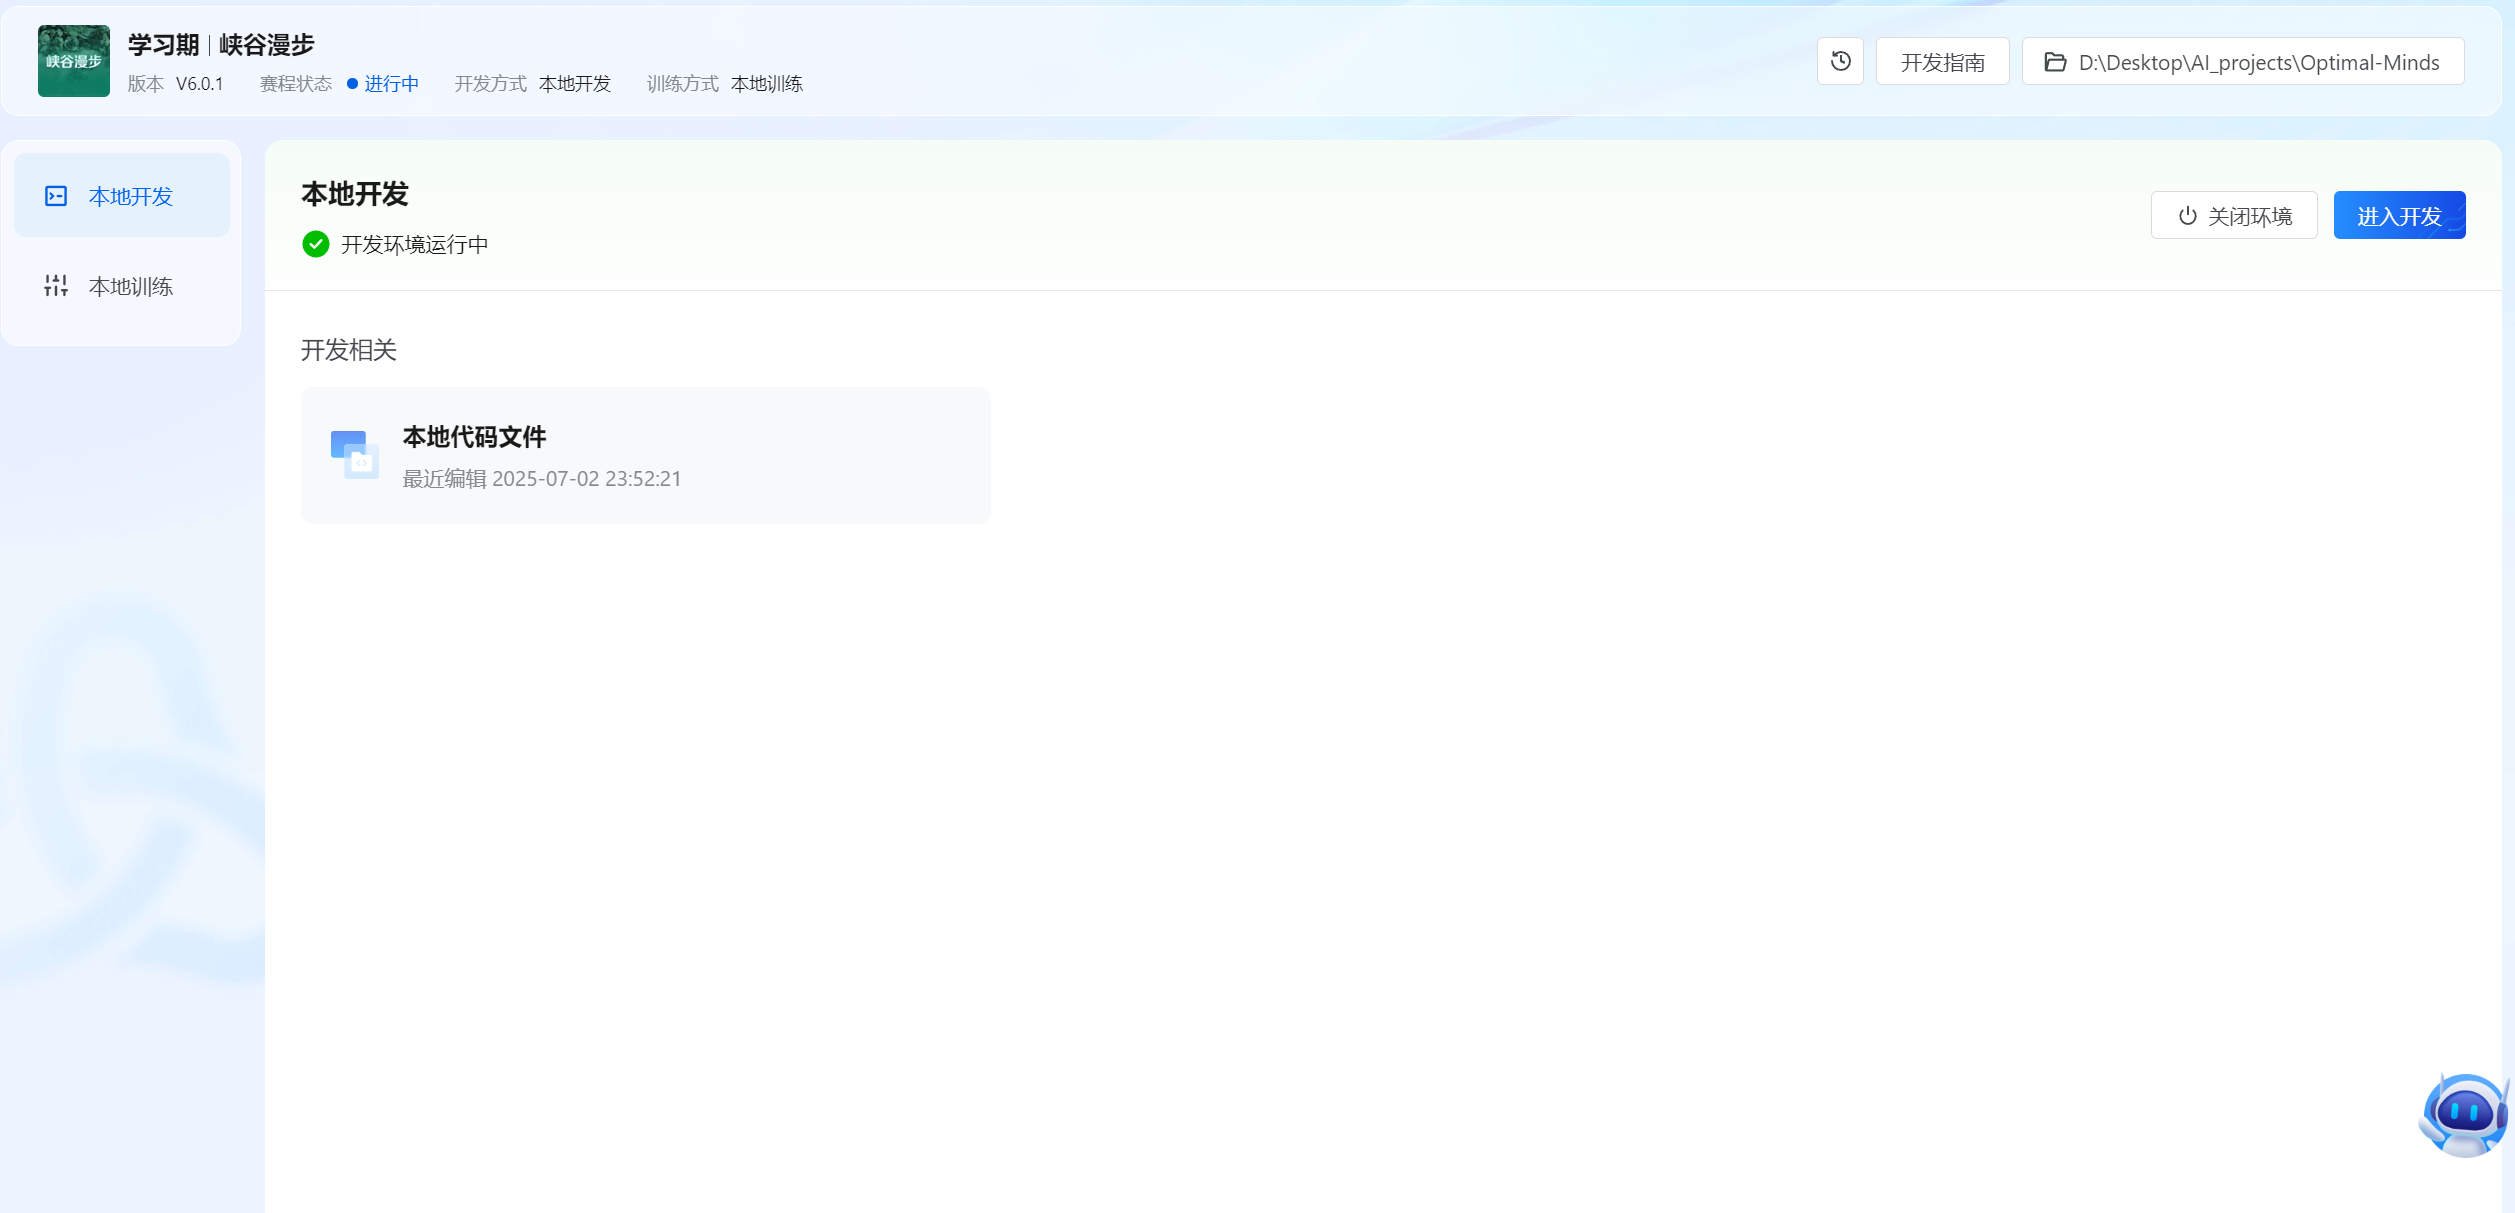 峡谷漫步
学习期 | 峡谷漫步
版本 V6.0.1 赛程状态 进行中 开发方式 本地开发 训练方式 本地训练
开发指南
D:\Desktop\AI_projects\Optimal-Minds
本地开发
本地训练
本地开发
开发环境运行中
关闭环境
进入开发
开发相关
本地代码文件
最近编辑 2025-07-02 23:52:21